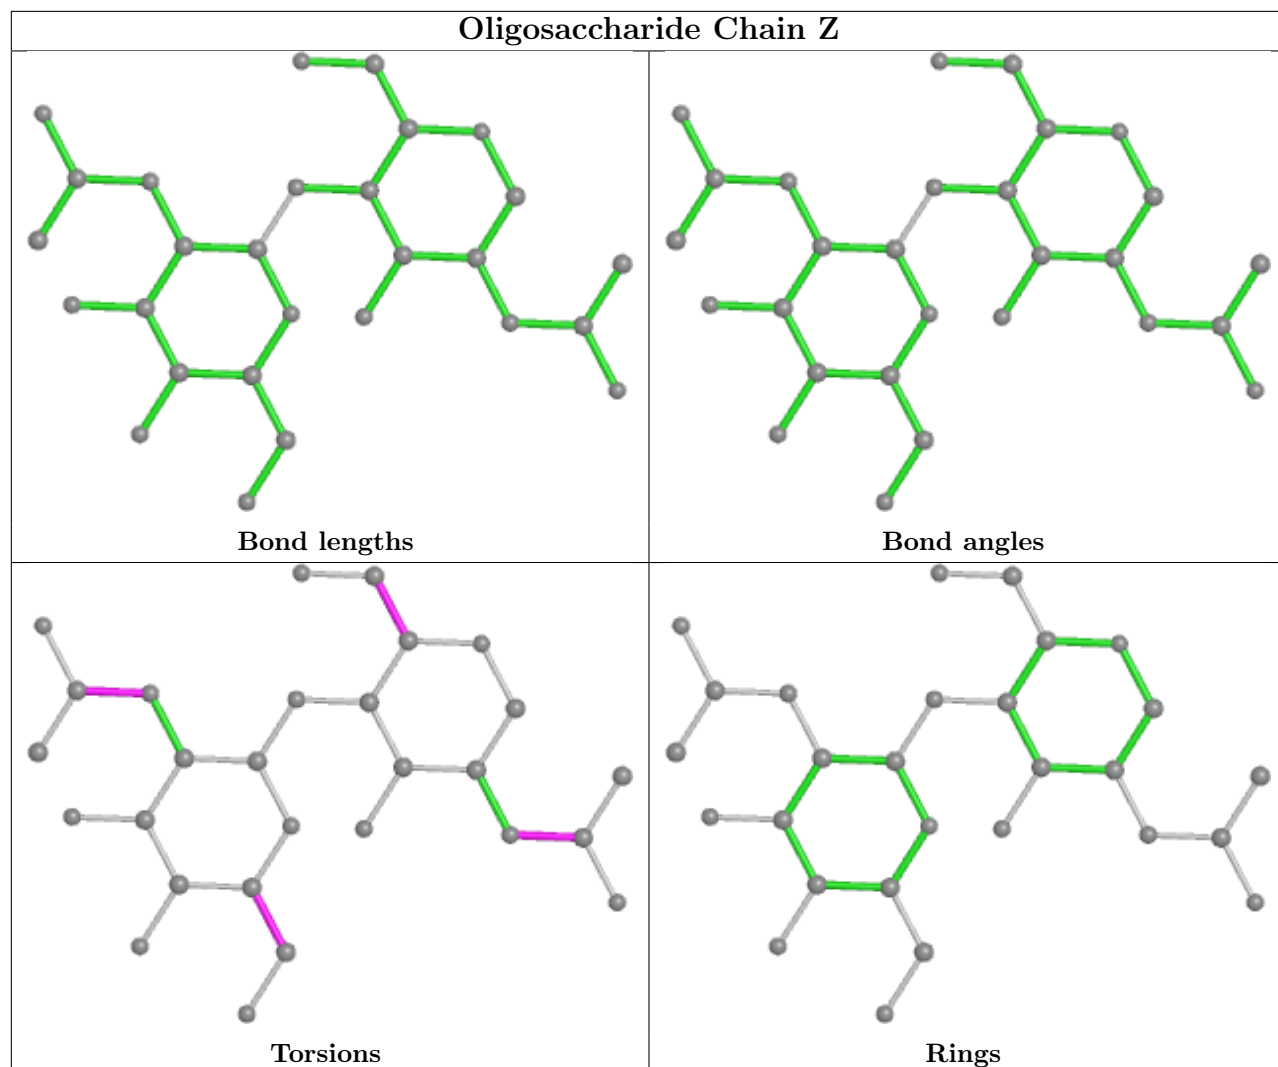 Oligosaccharide Chain Z
Bond lengths
Bond angles
Torsions
Rings